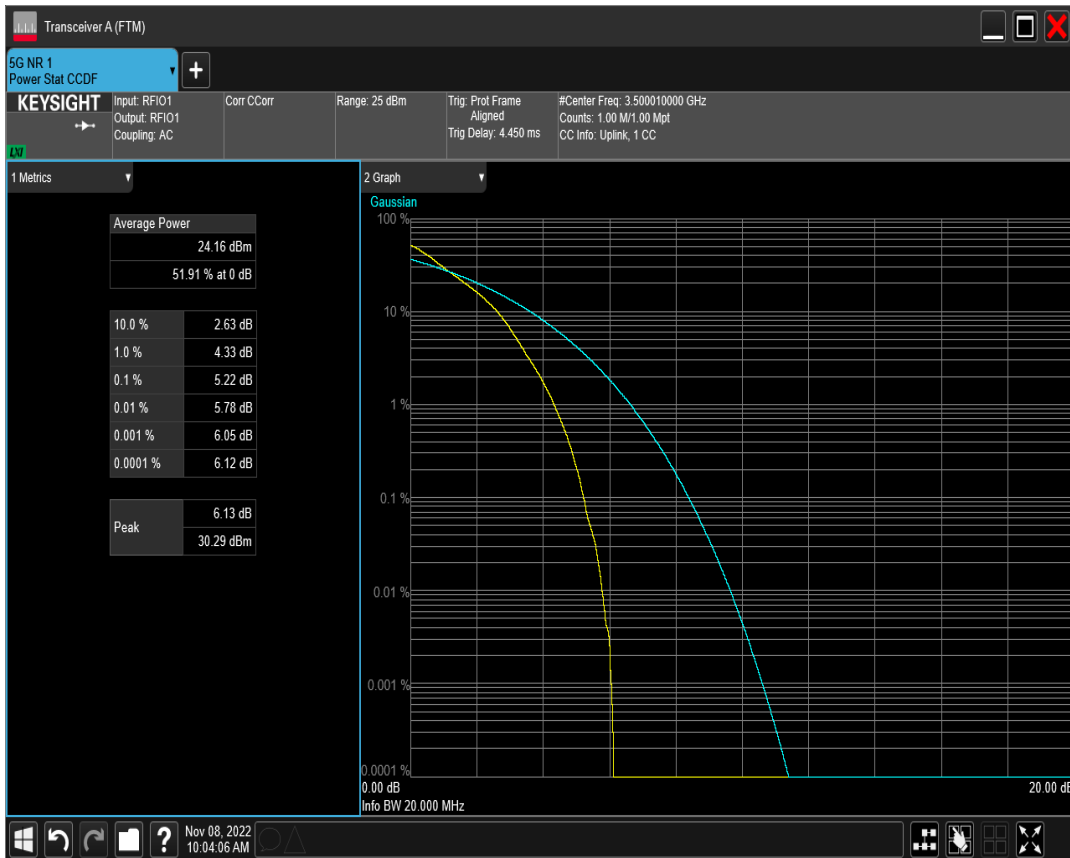 Transceiver A (FTM)
5G NR 1
Power Stat CCDF
+
KEYSIGHT
LXI
Input: RFIO1
Output: RFIO1
Coupling: AC
Corr CCorr
Range: 25 dBm
Trig: Prot Frame
Aligned
Trig Delay: 4.450 ms
#Center Freq: 3.500010000 GHz
Counts: 1.00 M/1.00 Mpt
CC Info: Uplink, 1 CC
1 Metrics
Average Power
24.16 dBm
51.91 % at 0 dB
10.0 % 2.63 dB
1.0 % 4.33 dB
0.1 % 5.22 dB
0.01 % 5.78 dB
0.001 % 6.05 dB
0.0001 % 6.12 dB
Peak 6.13 dB
30.29 dBm
2 Graph
Gaussian
100 %
10 %
1 %
0.1 %
0.01 %
0.001 %
0.0001 %
0.00 dB 20.00 dB
Info BW 20.000 MHz
?
Nov 08, 2022
10:04:06 AM